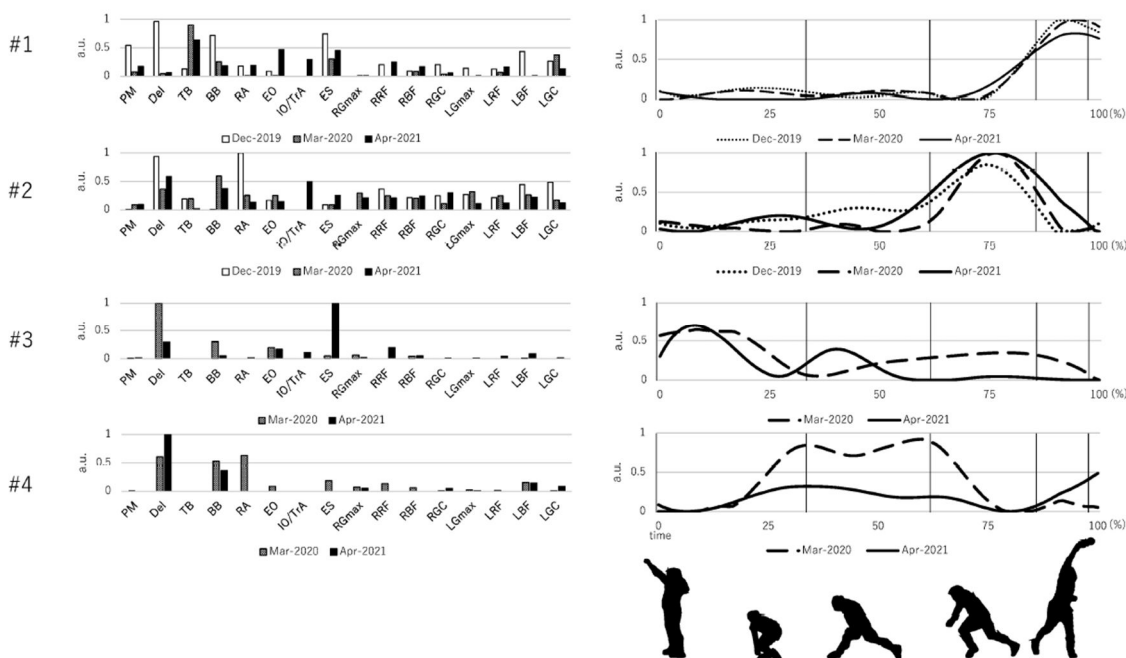 #1
a.u.
1
0.5
0
PM Del TB BB RA EO IO/TrA ES RGmax RRF RBF RGC LGmax LRF LBF LGC
Dec-2019 Mar-2020 Apr-2021
a.u.
1
0.5
0
0 25 50 75 100 (%)
Dec-2019 Mar-2020 Apr-2021
#2
a.u.
1
0.5
0
PM Del TB BB RA EO IO/TrA ES RGmax RRF RBF RGC LGmax LRF LBF LGC
Dec-2019 Mar-2020 Apr-2021
a.u.
1
0.5
0
0 25 50 75 100 (%)
Dec-2019 Mar-2020 Apr-2021
#3
a.u.
1
0.5
0
PM Del TB BB RA EO IO/TrA ES RGmax RRF RBF RGC LGmax LRF LBF LGC
Mar-2020 Apr-2021
a.u.
1
0.5
0
0 25 50 75 100 (%)
Mar-2020 Apr-2021
#4
a.u.
1
0.5
0
PM Del TB BB RA EO IO/TrA ES RGmax RRF RBF RGC LGmax LRF LBF LGC
Mar-2020 Apr-2021
a.u.
1
0.5
0
0 25 50 75 100 (%)
time
Mar-2020 Apr-2021